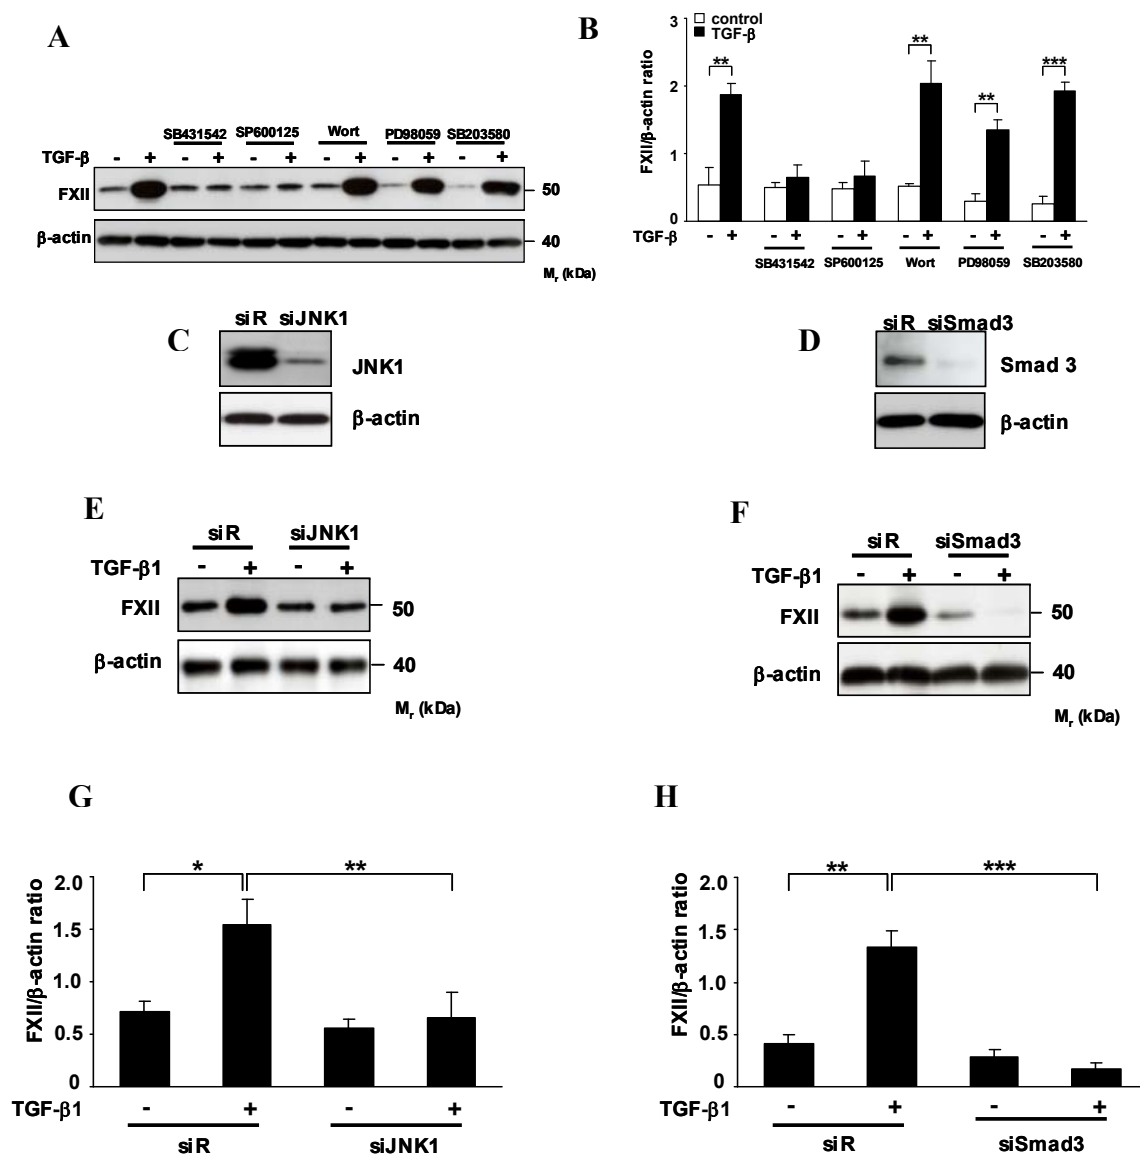 A
SB431542 SP600125 Wort PD98059 SB203580
TGF-β - + - + - + - + - + - +
FXII 50
β-actin 40
Mr (kDa)
B
control
TGF-β
FXII/β-actin ratio
3
2
1
0
** ** ** ***
TGF-β - + - + - + - + - + - +
SB431542 SP600125 Wort PD98059 SB203580
C
siR siJNK1
JNK1
β-actin
D
siR siSmad3
Smad 3
β-actin
E
siR siJNK1
TGF-β1 - + - +
FXII 50
β-actin 40
Mr (kDa)
F
siR siSmad3
TGF-β1 - + - +
FXII 50
β-actin 40
Mr (kDa)
G
* **
FXII/β-actin ratio
2.0
1.5
1.0
0.5
0
TGF-β1 - + - +
siR siJNK1
H
** ***
FXII/β-actin ratio
2.0
1.5
1.0
0.5
0
TGF-β1 - + - +
siR siSmad3